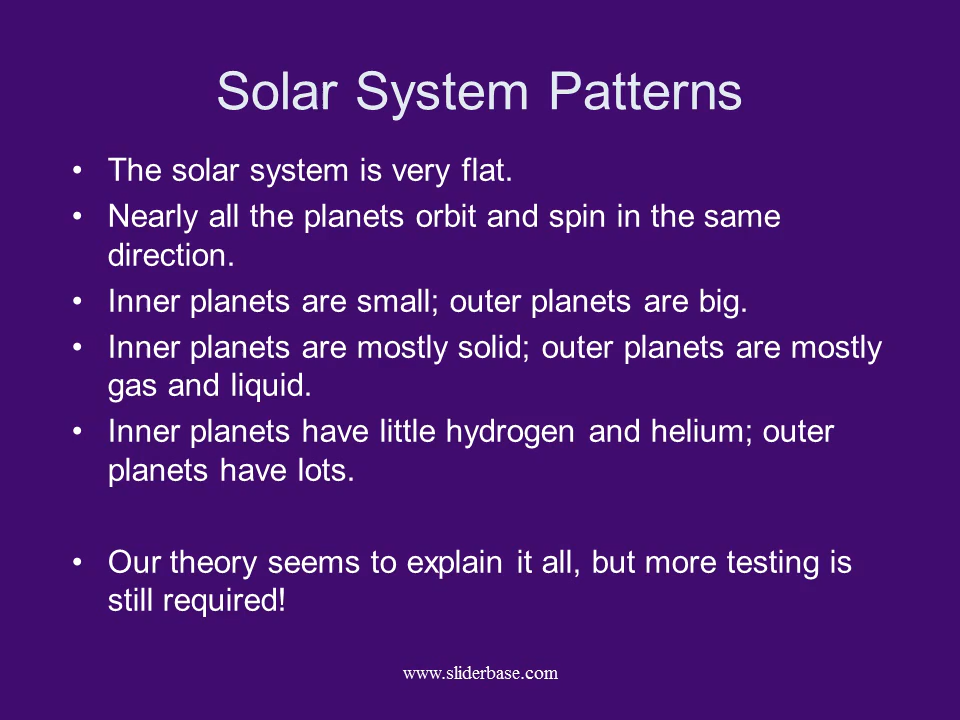 Solar System Patterns
• The solar system is very flat.
• Nearly all the planets orbit and spin in the same
direction.
• Inner planets are small; outer planets are big.
• Inner planets are mostly solid; outer planets are mostly
gas and liquid.
• Inner planets have little hydrogen and helium; outer
planets have lots.
• Our theory seems to explain it all, but more testing is
still required!
www.sliderbase.com